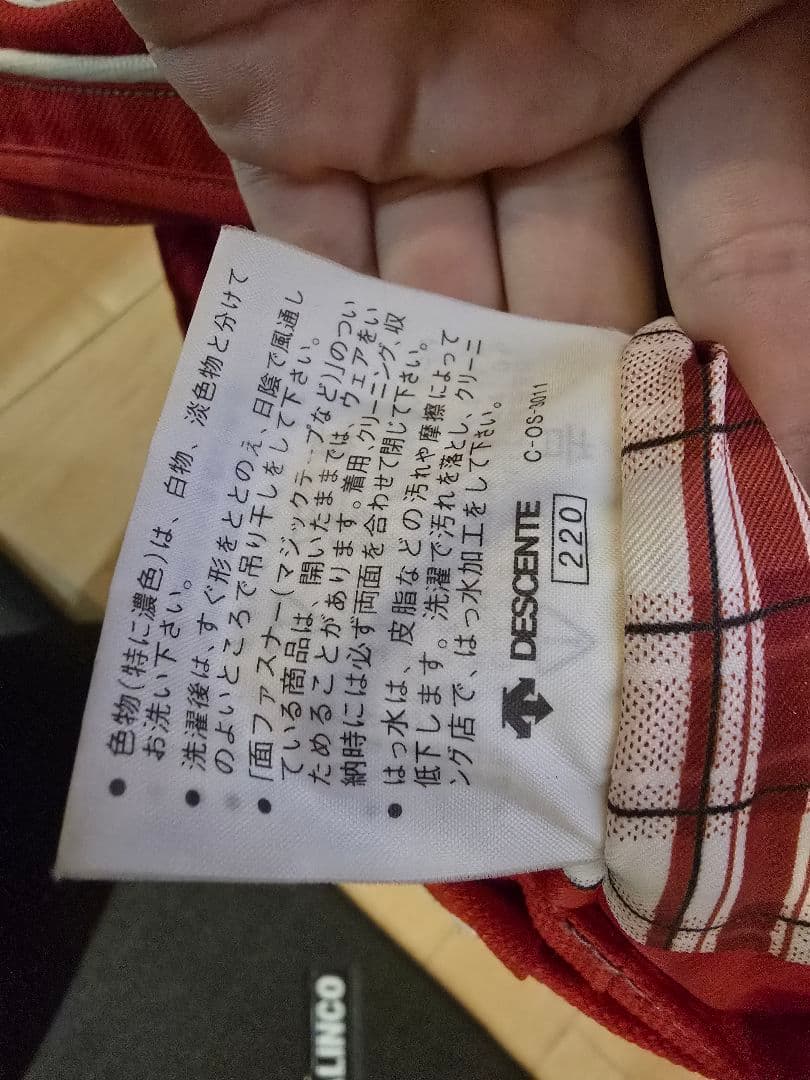 ● 色物(特に濃色)は、白物、淡色物と分けて
お洗い下さい。
● 洗濯後は、すぐ形をととのえ、日陰で風通し
のよいところで吊り干しをして下さい。
● 「面ファスナー(マジックテープなど)」のつい
ている商品は、開いたままでは、ウェアをい
ためることがあります。着用、クリーニング、収
納時には必ず両面を合わせて閉じて下さい。
● はっ水は、皮脂などの汚れや摩擦によって
低下します。洗濯で汚れを落とし、クリーニ
ング店で、はっ水加工をして下さい。
DESCENTE C-OS-3011
220
ALINCO